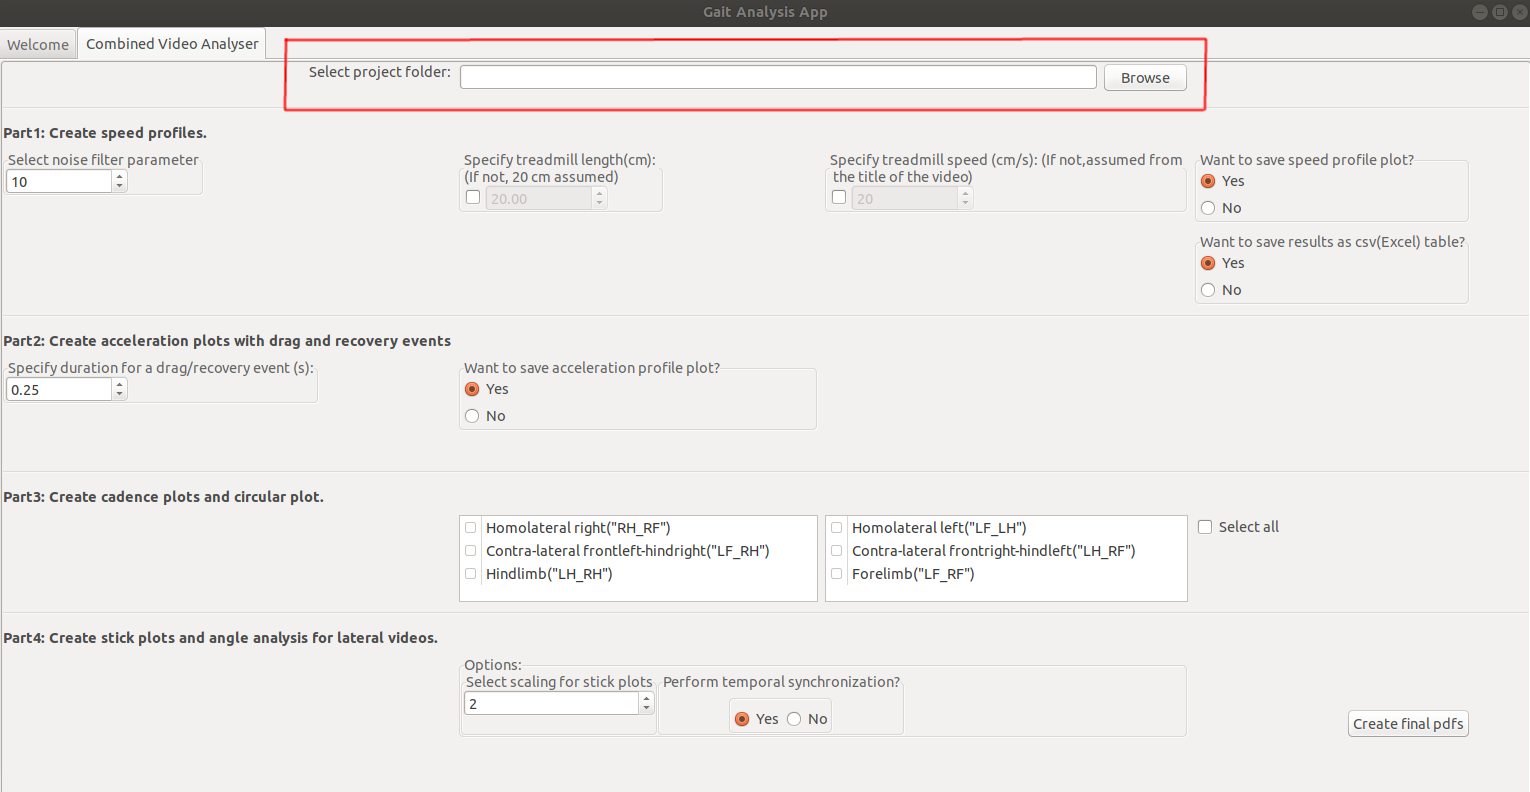 Gait Analysis App
Welcome
Combined Video Analyser
Select project folder:
Browse
Part1: Create speed profiles.
Select noise filter parameter
10
Specify treadmill length(cm):
(If not, 20 cm assumed)
20.00
Specify treadmill speed (cm/s): (If not,assumed from
the title of the video)
20
Want to save speed profile plot?
Yes
No
Want to save results as csv(Excel) table?
Yes
No
Part2: Create acceleration plots with drag and recovery events
Specify duration for a drag/recovery event (s):
0.25
Want to save acceleration profile plot?
Yes
No
Part3: Create cadence plots and circular plot.
Homolateral right("RH_RF")
Contra-lateral frontleft-hindright("LF_RH")
Hindlimb("LH_RH")
Homolateral left("LF_LH")
Contra-lateral frontright-hindleft("LH_RF")
Forelimb("LF_RF")
Select all
Part4: Create stick plots and angle analysis for lateral videos.
Options:
Select scaling for stick plots
2
Perform temporal synchronization?
Yes
No
Create final pdfs